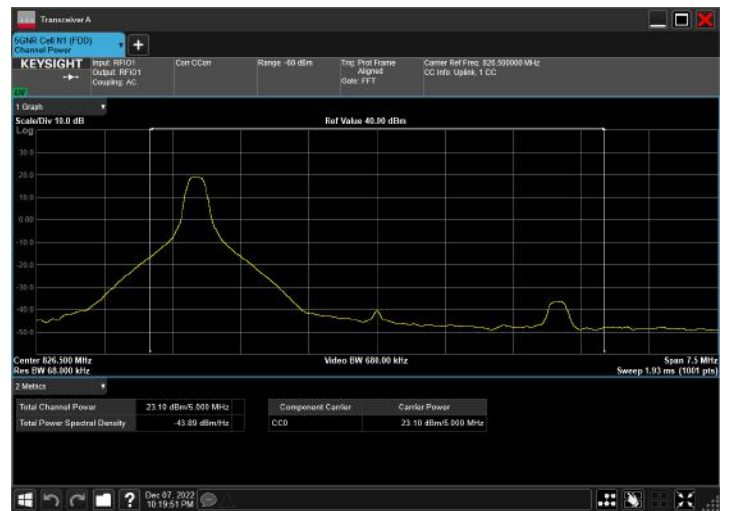 Transceiver A
5GNR Cell N1 (FDD)
Channel Power
+
KEYSIGHT Input: RFIO1 Corr CCorr Range -60 dBm Trig: Prot Frame Carrier Ref Freq: 826.500000 MHz
Output: RFIO1 Aligned CC Info: Uplink, 1 CC
Coupling: AC Gate: FFT
1 Graph
Scale/Div 10.0 dB Ref Value 40.00 dBm
Log
30.0
20.0
10.0
0.00
-10.0
-20.0
-30.0
-40.0
-50.0
Center 826.500 MHz Video BW 680.00 kHz Span 7.5 MHz
Res BW 68.000 kHz Sweep 1.93 ms (1001 pts)
2 Metrics
Total Channel Power 23.10 dBm/5.000 MHz Component Carrier Carrier Power
Total Power Spectral Density -43.89 dBm/Hz CC0 23.10 dBm/5.000 MHz
? Dec 07, 2022
10:19:51 PM